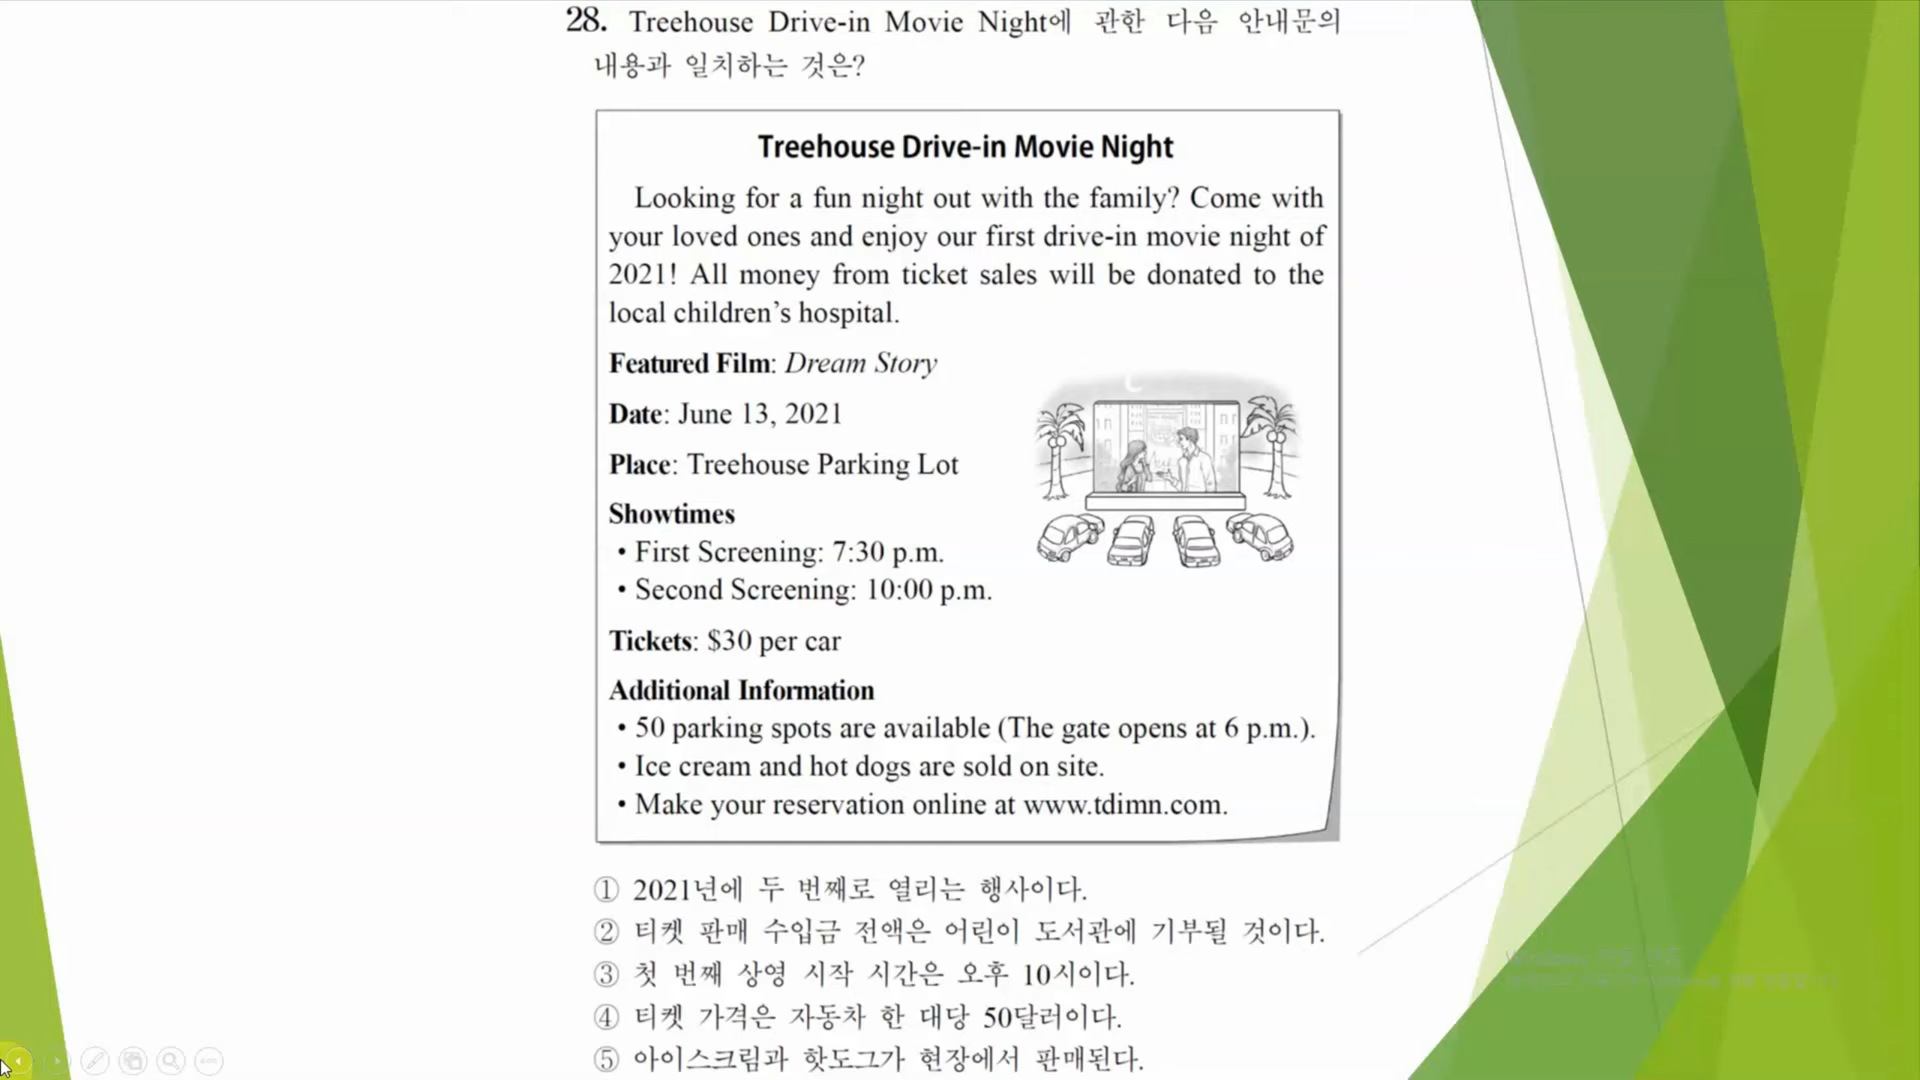 28. Treehouse Drive-in Movie Night에 관한 다음 안내문의
내용과 일치하는 것은?
Treehouse Drive-in Movie Night
Looking for a fun night out with the family? Come with
your loved ones and enjoy our first drive-in movie night of
2021! All money from ticket sales will be donated to the
local children's hospital.
Featured Film: Dream Story
Date: June 13, 2021
Place: Treehouse Parking Lot
Showtimes
• First Screening: 7:30 p.m.
• Second Screening: 10:00 p.m.
Tickets: $30 per car
Additional Information
• 50 parking spots are available (The gate opens at 6 p.m.).
• Ice cream and hot dogs are sold on site.
• Make your reservation online at www.tdimn.com.
① 2021년에 두 번째로 열리는 행사이다.
② 티켓 판매 수입금 전액은 어린이 도서관에 기부될 것이다.
③ 첫 번째 상영 시작 시간은 오후 10시이다.
④ 티켓 가격은 자동차 한 대당 50달러이다.
⑤ 아이스크림과 핫도그가 현장에서 판매된다.